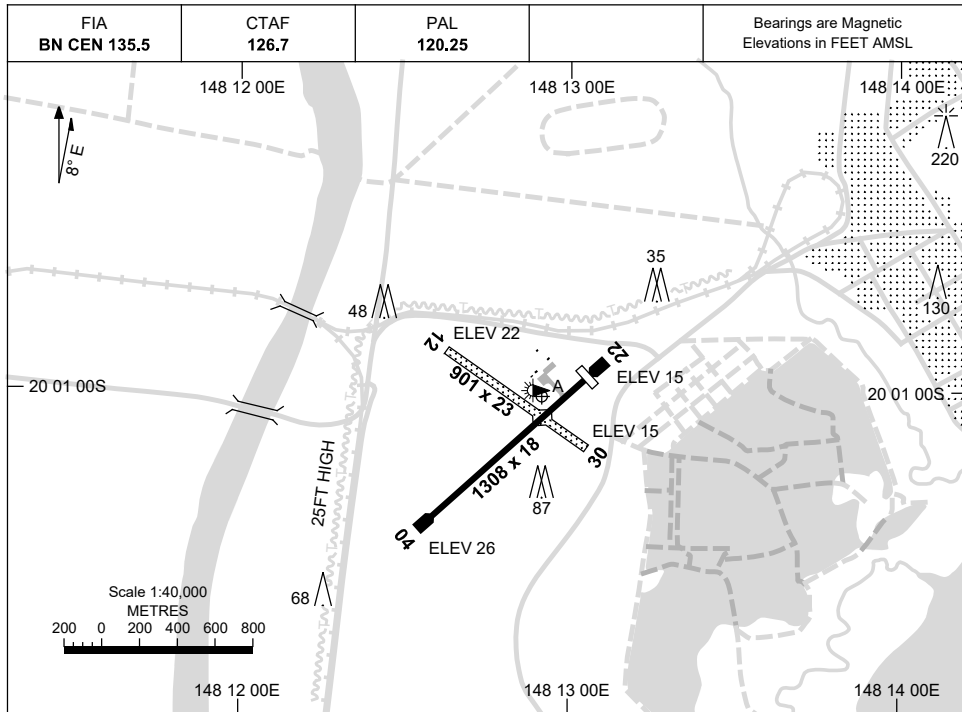 FIA
BN CEN 135.5
CTAF
126.7
PAL
120.25
Bearings are Magnetic
Elevations in FEET AMSL
148 12 00E
148 13 00E
148 14 00E
8° E
220
35
130
48
12
ELEV 22
22
ELEV 15
901 x 23
A
20 01 00S
20 01 00S
ELEV 15
30
1308 x 18
25FT HIGH
87
04
ELEV 26
68
Scale 1:40,000
METRES
200 0 200 400 600 800
148 12 00E
148 13 00E
148 14 00E